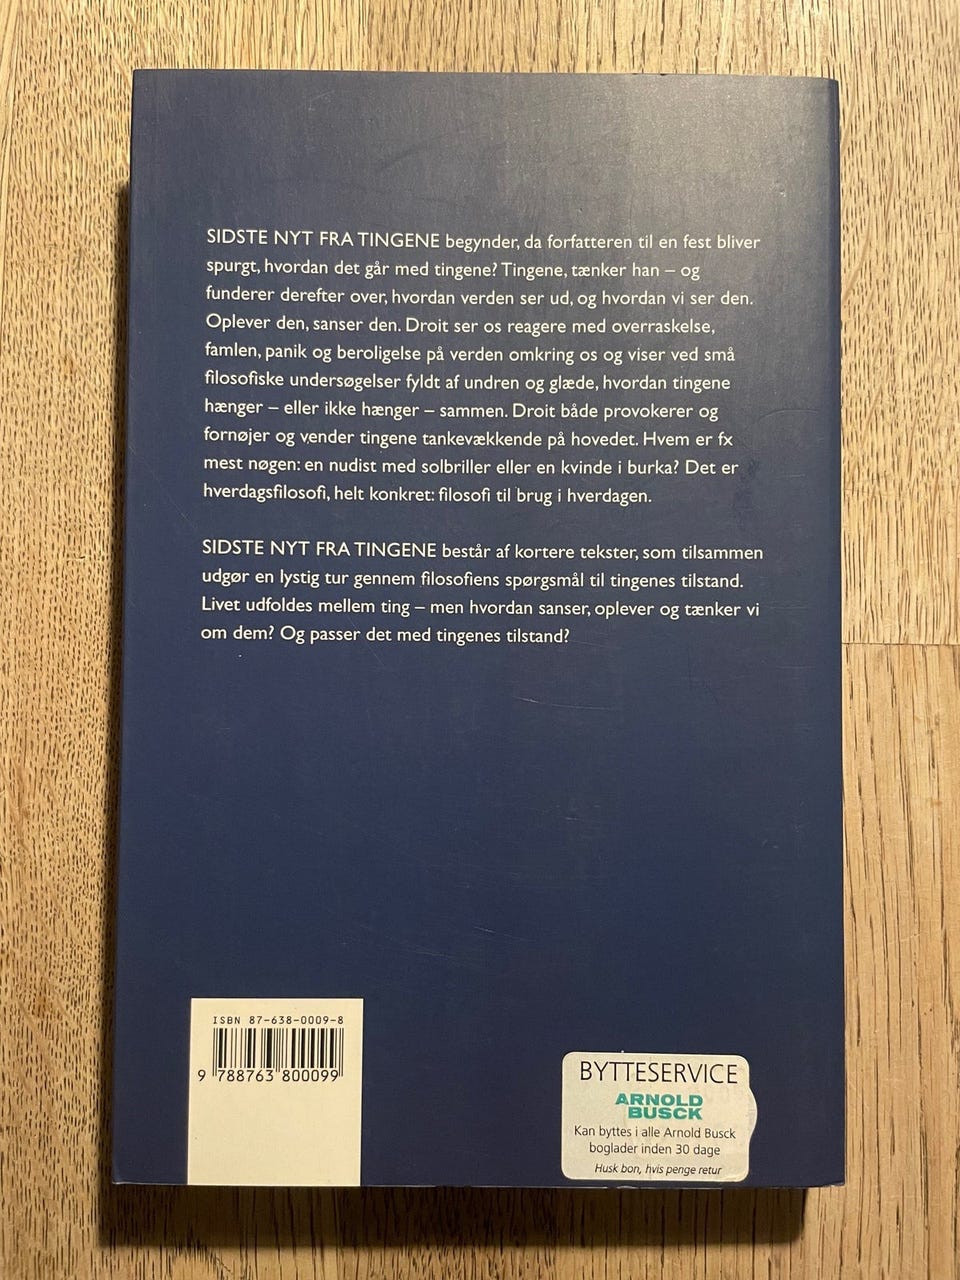 SIDSTE NYT FRA TINGENE begynder, da forfatteren til en fest bliver
spurgt, hvordan det går med tingene? Tingene, tænker han – og
funderer derefter over, hvordan verden ser ud, og hvordan vi ser den.
Oplever den, sanser den. Droit ser os reagere med overraskelse,
famlen, panik og beroligelse på verden omkring os og viser ved små
filosofiske undersøgelser fyldt af undren og glæde, hvordan tingene
hænger – eller ikke hænger – sammen. Droit både provokerer og
fornøjer og vender tingene tankevækkende på hovedet. Hvem er fx
mest nøgen: en nudist med solbriller eller en kvinde i burka? Det er
hverdagsfilosofi, helt konkret: filosofi til brug i hverdagen.
SIDSTE NYT FRA TINGENE består af kortere tekster, som tilsammen
udgør en lystig tur gennem filosofiens spørgsmål til tingenes tilstand.
Livet udfoldes mellem ting – men hvordan sanser, oplever og tænker vi
om dem? Og passer det med tingenes tilstand?
ISBN 87-638-0009-8
9 788763 800099
BYTTESERVICE
ARNOLD
BUSCK
Kan byttes i alle Arnold Busck
boglader inden 30 dage
Husk bon, hvis penge retur